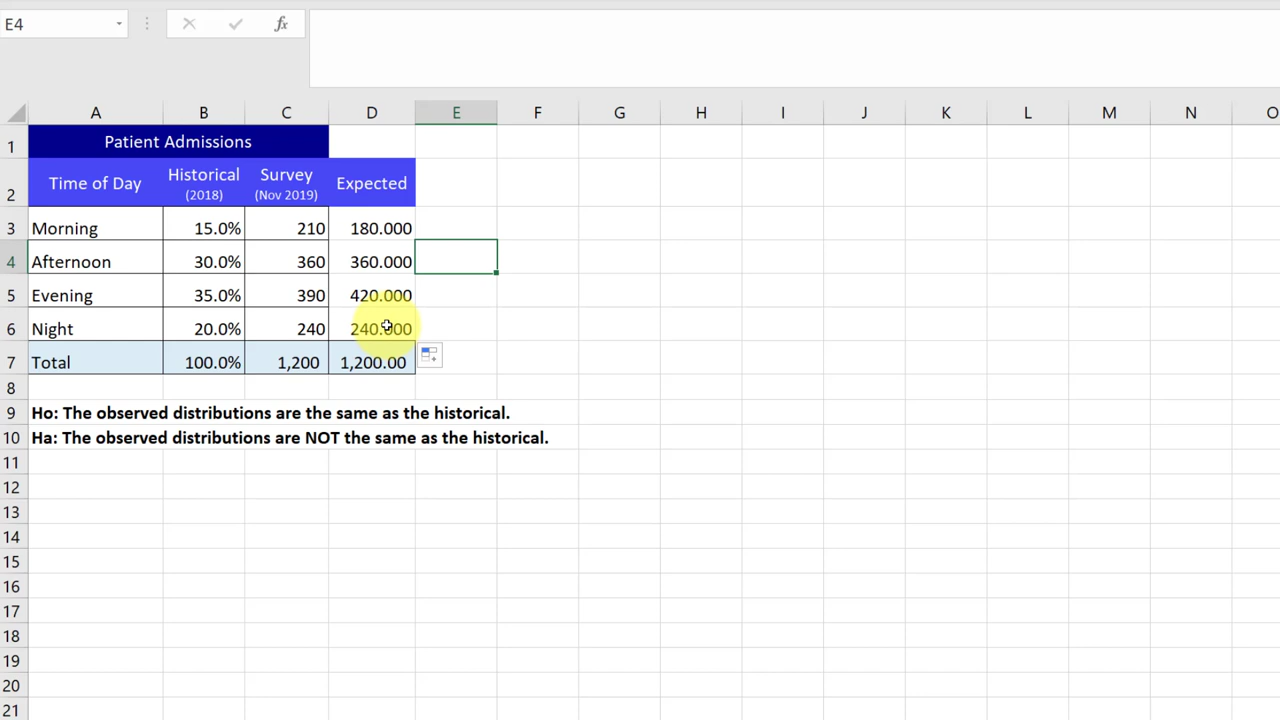 E4 fx
A B C D E F G H I J K L M N O
1 Patient Admissions
2 Time of Day Historical (2018) Survey (Nov 2019) Expected
3 Morning 15.0% 210 180.000
4 Afternoon 30.0% 360 360.000
5 Evening 35.0% 390 420.000
6 Night 20.0% 240 240.000
7 Total 100.0% 1,200 1,200.00
8
9 Ho: The observed distributions are the same as the historical.
10 Ha: The observed distributions are NOT the same as the historical.
11
12
13
14
15
16
17
18
19
20
21